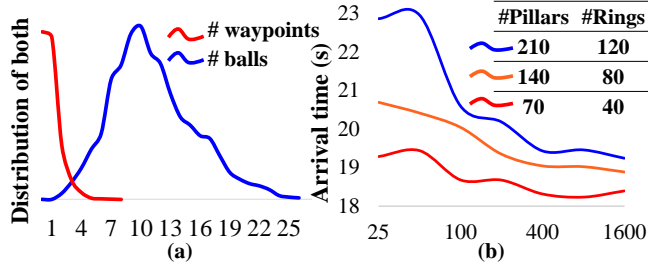 Distribution of both
# waypoints
# balls
1 4 7 10 13 16 19 22 25
(a)
Arrival time (s)
23
22
21
20
19
18
#Pillars #Rings
210 120
140 80
70 40
25 100 400 1600
(b)